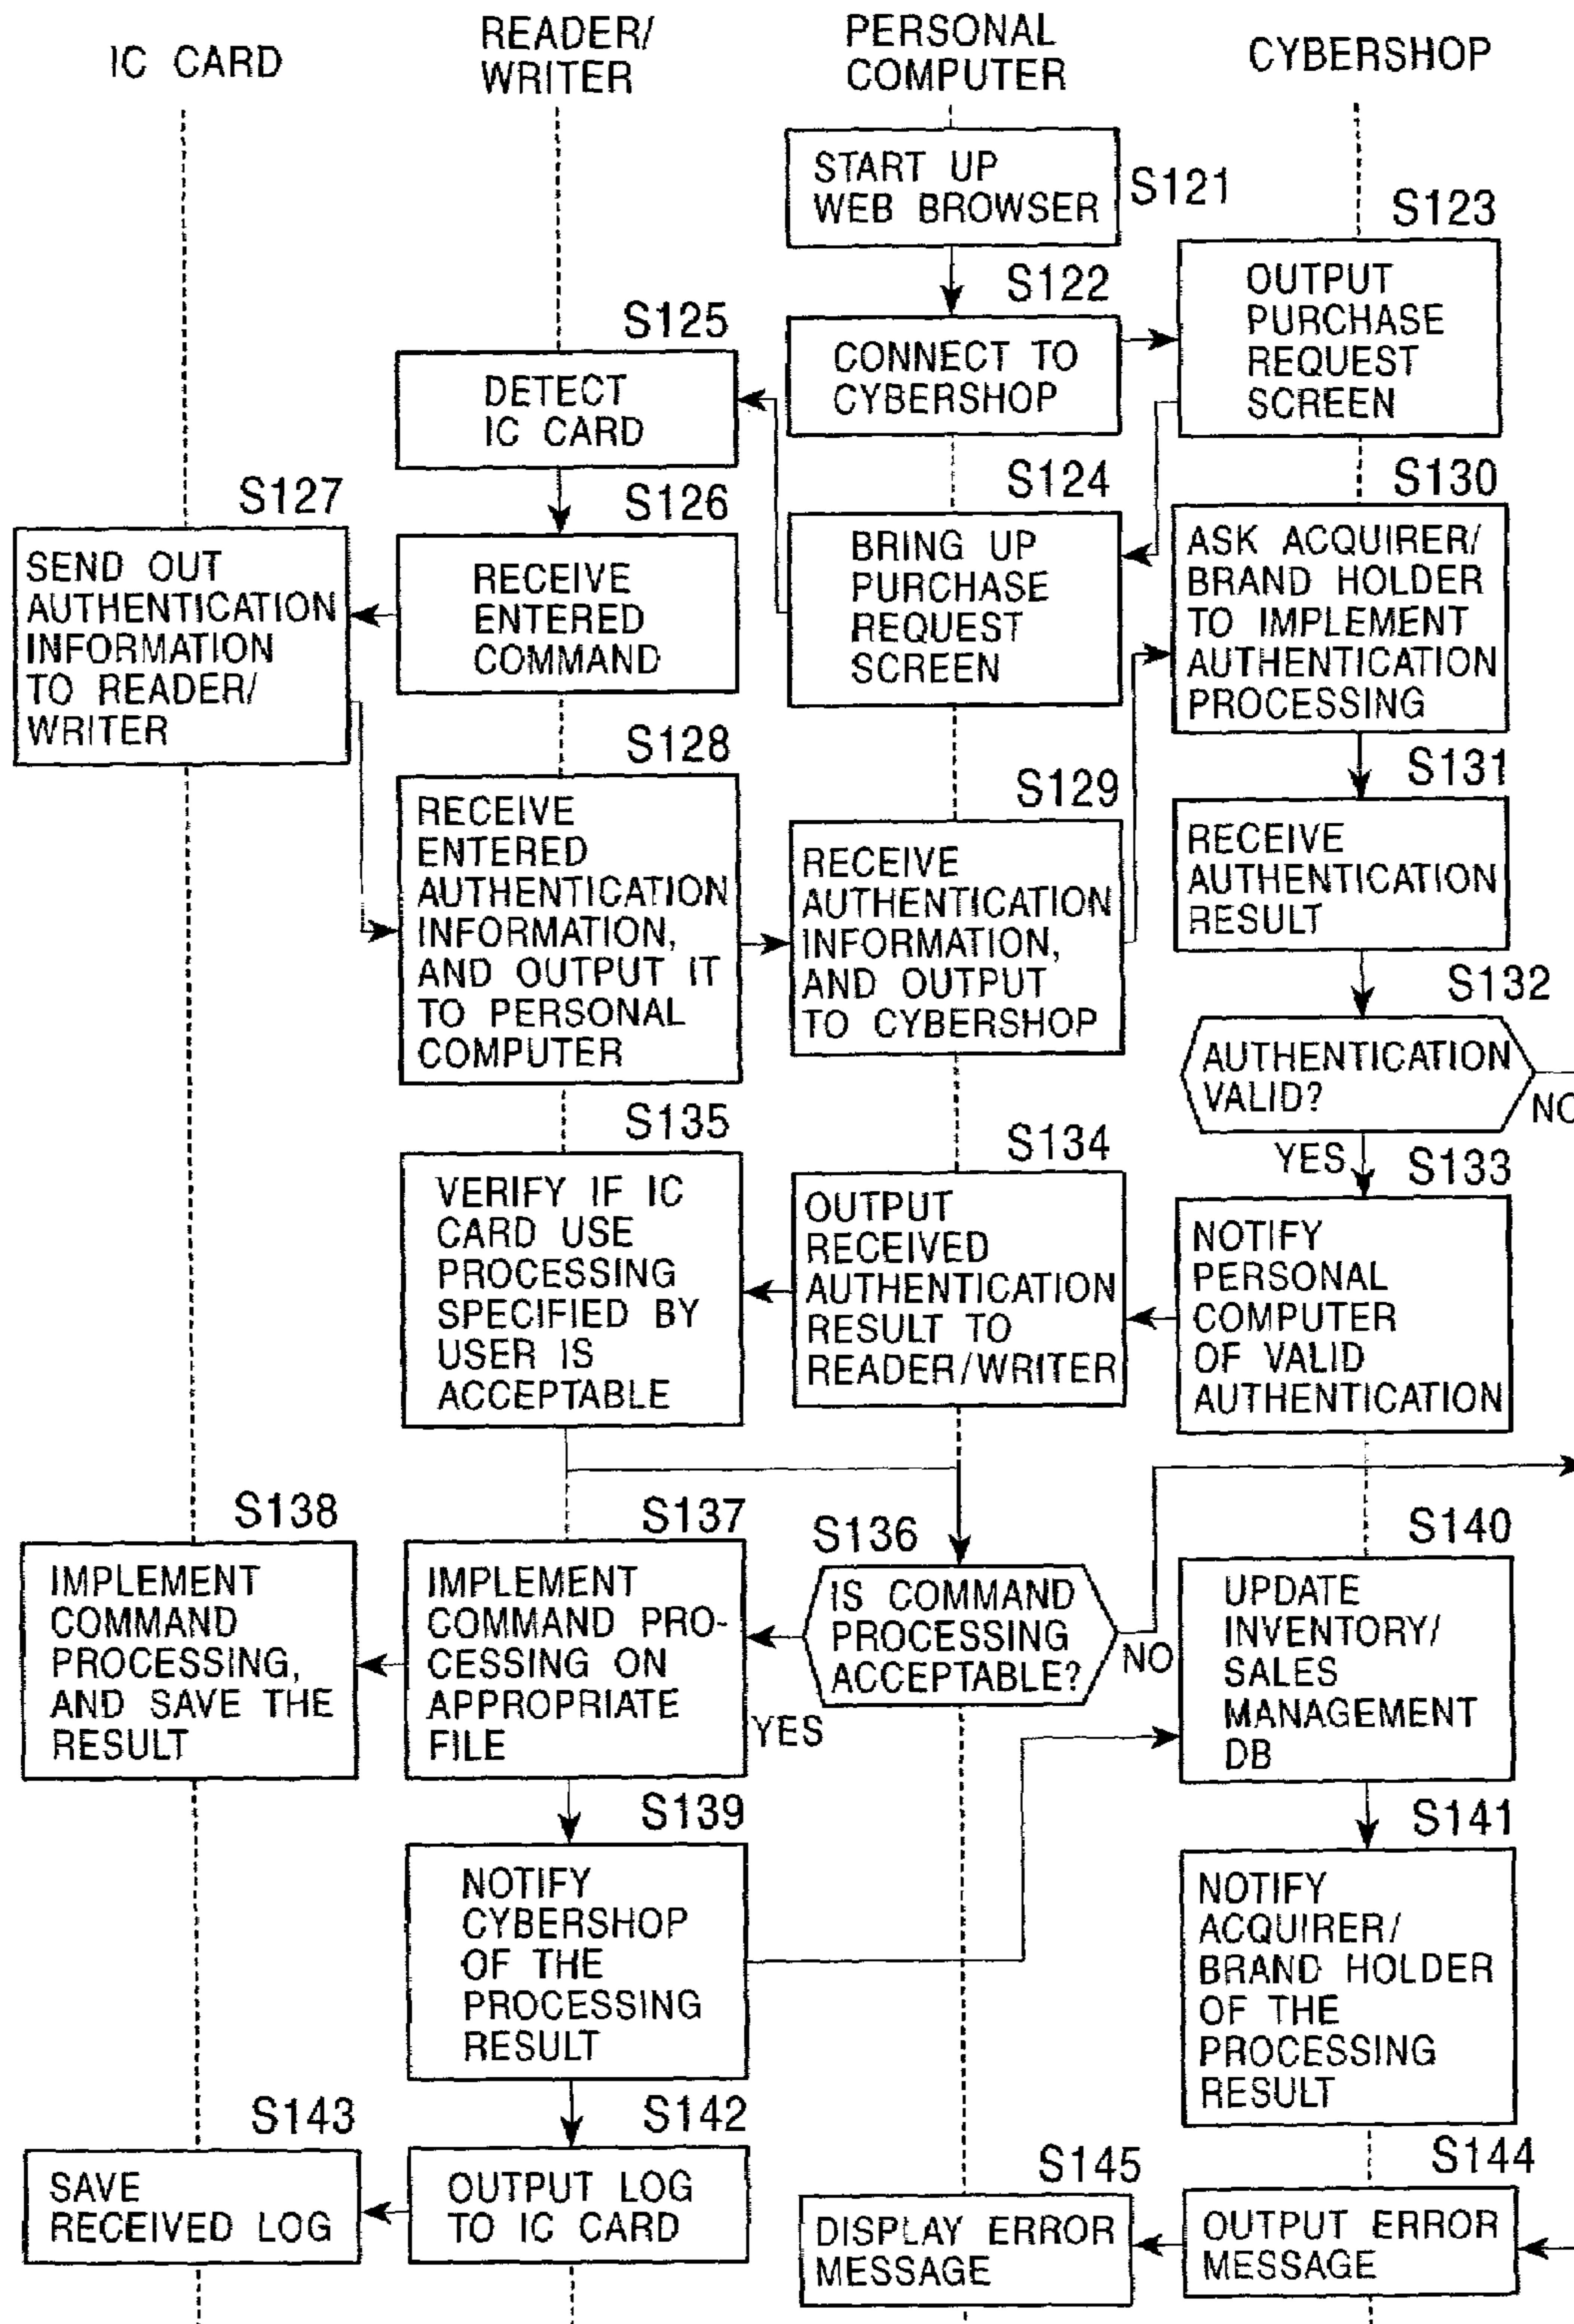 IC CARD
READER/
WRITER
PERSONAL
COMPUTER
CYBERSHOP
START UP
WEB BROWSER
S121
S122
CONNECT TO
CYBERSHOP
S123
OUTPUT
PURCHASE
REQUEST
SCREEN
S124
BRING UP
PURCHASE
REQUEST
SCREEN
S125
DETECT
IC CARD
S126
RECEIVE
ENTERED
COMMAND
S127
SEND OUT
AUTHENTICATION
INFORMATION
TO READER/
WRITER
S128
RECEIVE
ENTERED
AUTHENTICATION
INFORMATION,
AND OUTPUT IT
TO PERSONAL
COMPUTER
S129
RECEIVE
AUTHENTICATION
INFORMATION,
AND OUTPUT
TO CYBERSHOP
S130
ASK ACQUIRER/
BRAND HOLDER
TO IMPLEMENT
AUTHENTICATION
PROCESSING
S131
RECEIVE
AUTHENTICATION
RESULT
S132
AUTHENTICATION
VALID?
NO
YES
S133
NOTIFY
PERSONAL
COMPUTER
OF VALID
AUTHENTICATION
S134
OUTPUT
RECEIVED
AUTHENTICATION
RESULT TO
READER/WRITER
S135
VERIFY IF IC
CARD USE
PROCESSING
SPECIFIED BY
USER IS
ACCEPTABLE
S136
IS COMMAND
PROCESSING
ACCEPTABLE?
NO
YES
S137
IMPLEMENT
COMMAND PRO-
CESSING ON
APPROPRIATE
FILE
S138
IMPLEMENT
COMMAND
PROCESSING,
AND SAVE THE
RESULT
S139
NOTIFY
CYBERSHOP
OF THE
PROCESSING
RESULT
S140
UPDATE
INVENTORY/
SALES
MANAGEMENT
DB
S141
NOTIFY
ACQUIRER/
BRAND HOLDER
OF THE
PROCESSING
RESULT
S142
OUTPUT LOG
TO IC CARD
S143
SAVE
RECEIVED LOG
S144
OUTPUT ERROR
MESSAGE
S145
DISPLAY ERROR
MESSAGE